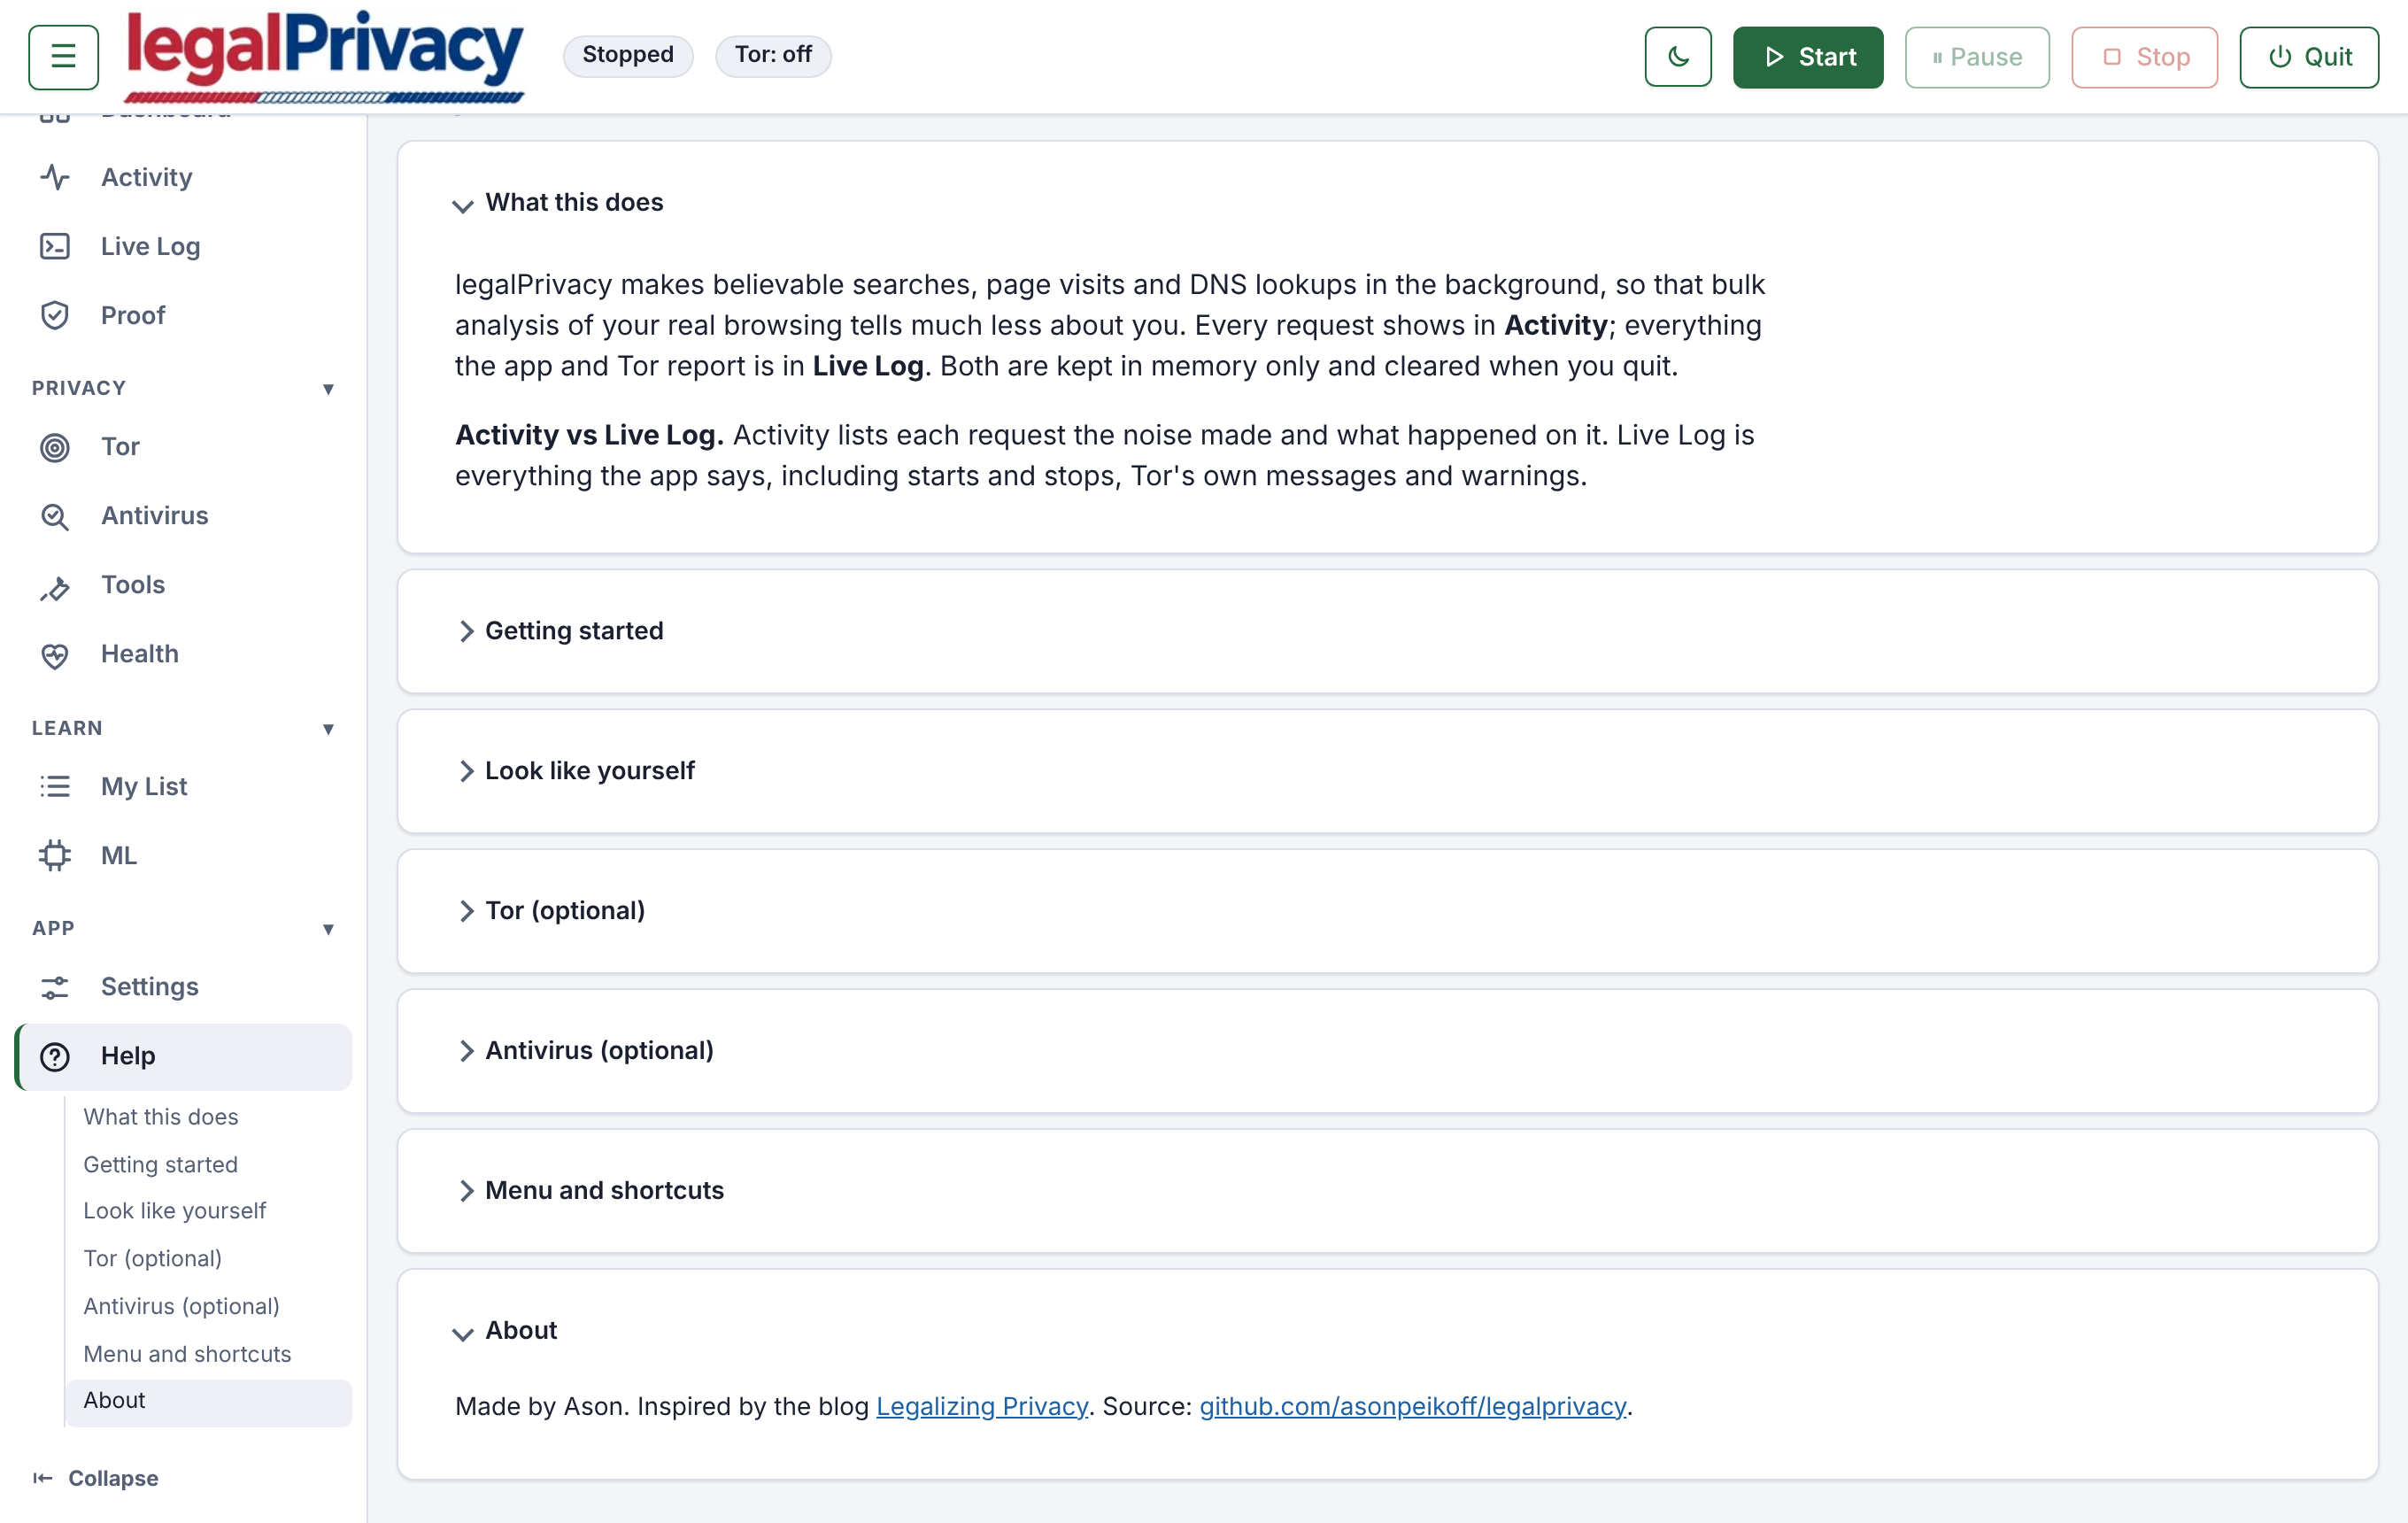 legalPrivacy
Stopped
Tor: off
Start
Pause
Stop
Quit
Dashboard
Activity
Live Log
Proof
PRIVACY
Tor
Antivirus
Tools
Health
LEARN
My List
ML
APP
Settings
Help
What this does
Getting started
Look like yourself
Tor (optional)
Antivirus (optional)
Menu and shortcuts
About
Collapse
What this does
legalPrivacy makes believable searches, page visits and DNS lookups in the background, so that bulk
analysis of your real browsing tells much less about you. Every request shows in Activity; everything
the app and Tor report is in Live Log. Both are kept in memory only and cleared when you quit.
Activity vs Live Log. Activity lists each request the noise made and what happened on it. Live Log is
everything the app says, including starts and stops, Tor's own messages and warnings.
Getting started
Look like yourself
Tor (optional)
Antivirus (optional)
Menu and shortcuts
About
Made by Ason. Inspired by the blog Legalizing Privacy. Source: github.com/asonpeikoff/legalprivacy.